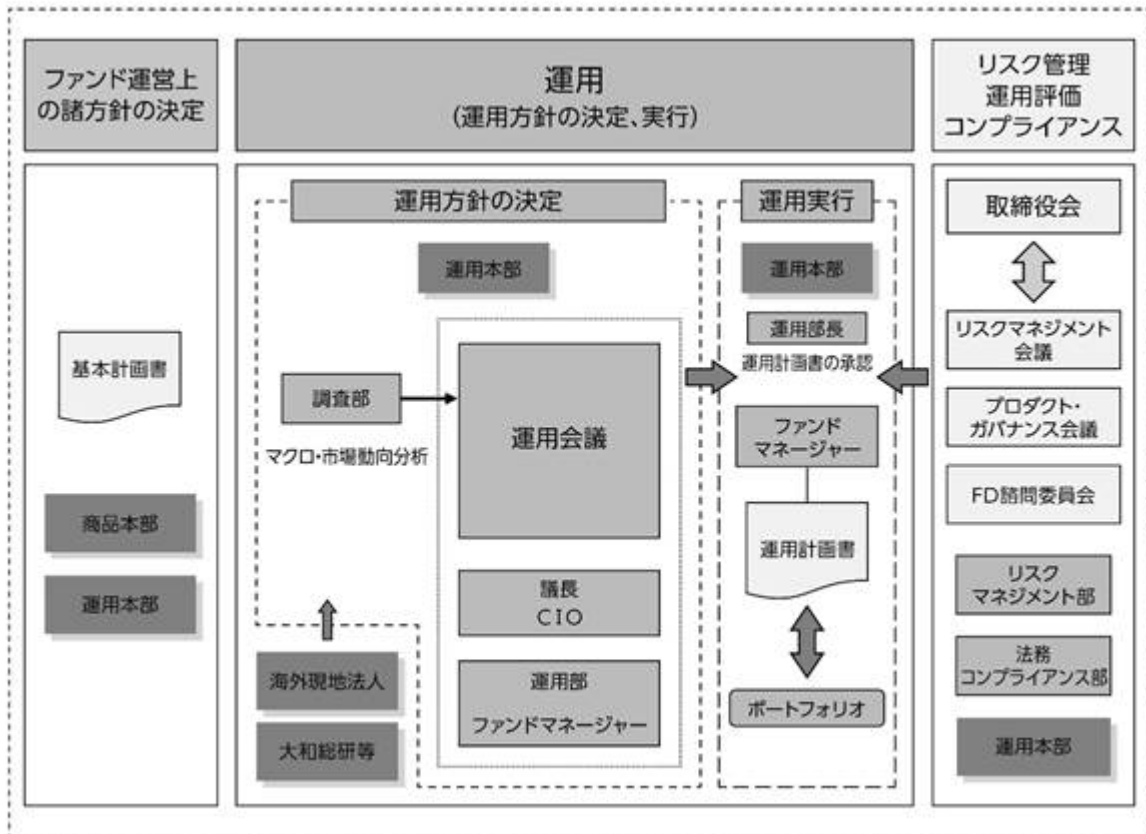 ファンド運営上
の諸方針の決定
運用
(運用方針の決定、実行)
リスク管理
運用評価
コンプライアンス
基本計画書
商品本部
運用本部
運用方針の決定
運用本部
調査部
マクロ・市場動向分析
運用会議
議長
CIO
運用部
ファンドマネージャー
海外現地法人
大和総研等
運用実行
運用本部
運用部長
運用計画書の承認
ファンド
マネージャー
運用計画書
ポートフォリオ
取締役会
リスクマネジメント
会議
プロダクト・
ガバナンス会議
FD諮問委員会
リスク
マネジメント部
法務
コンプライアンス部
運用本部